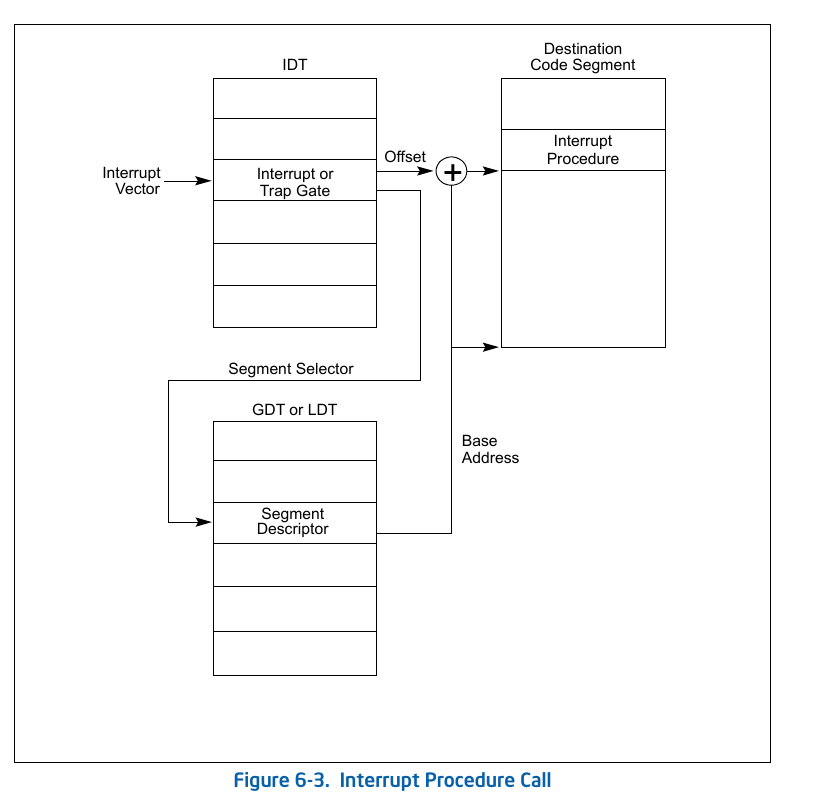 IDT
Destination
Code Segment
Interrupt
Vector
Interrupt or
Trap Gate
Offset
+
Interrupt
Procedure
Segment Selector
GDT or LDT
Base
Address
Segment
Descriptor
Figure 6-3. Interrupt Procedure Call